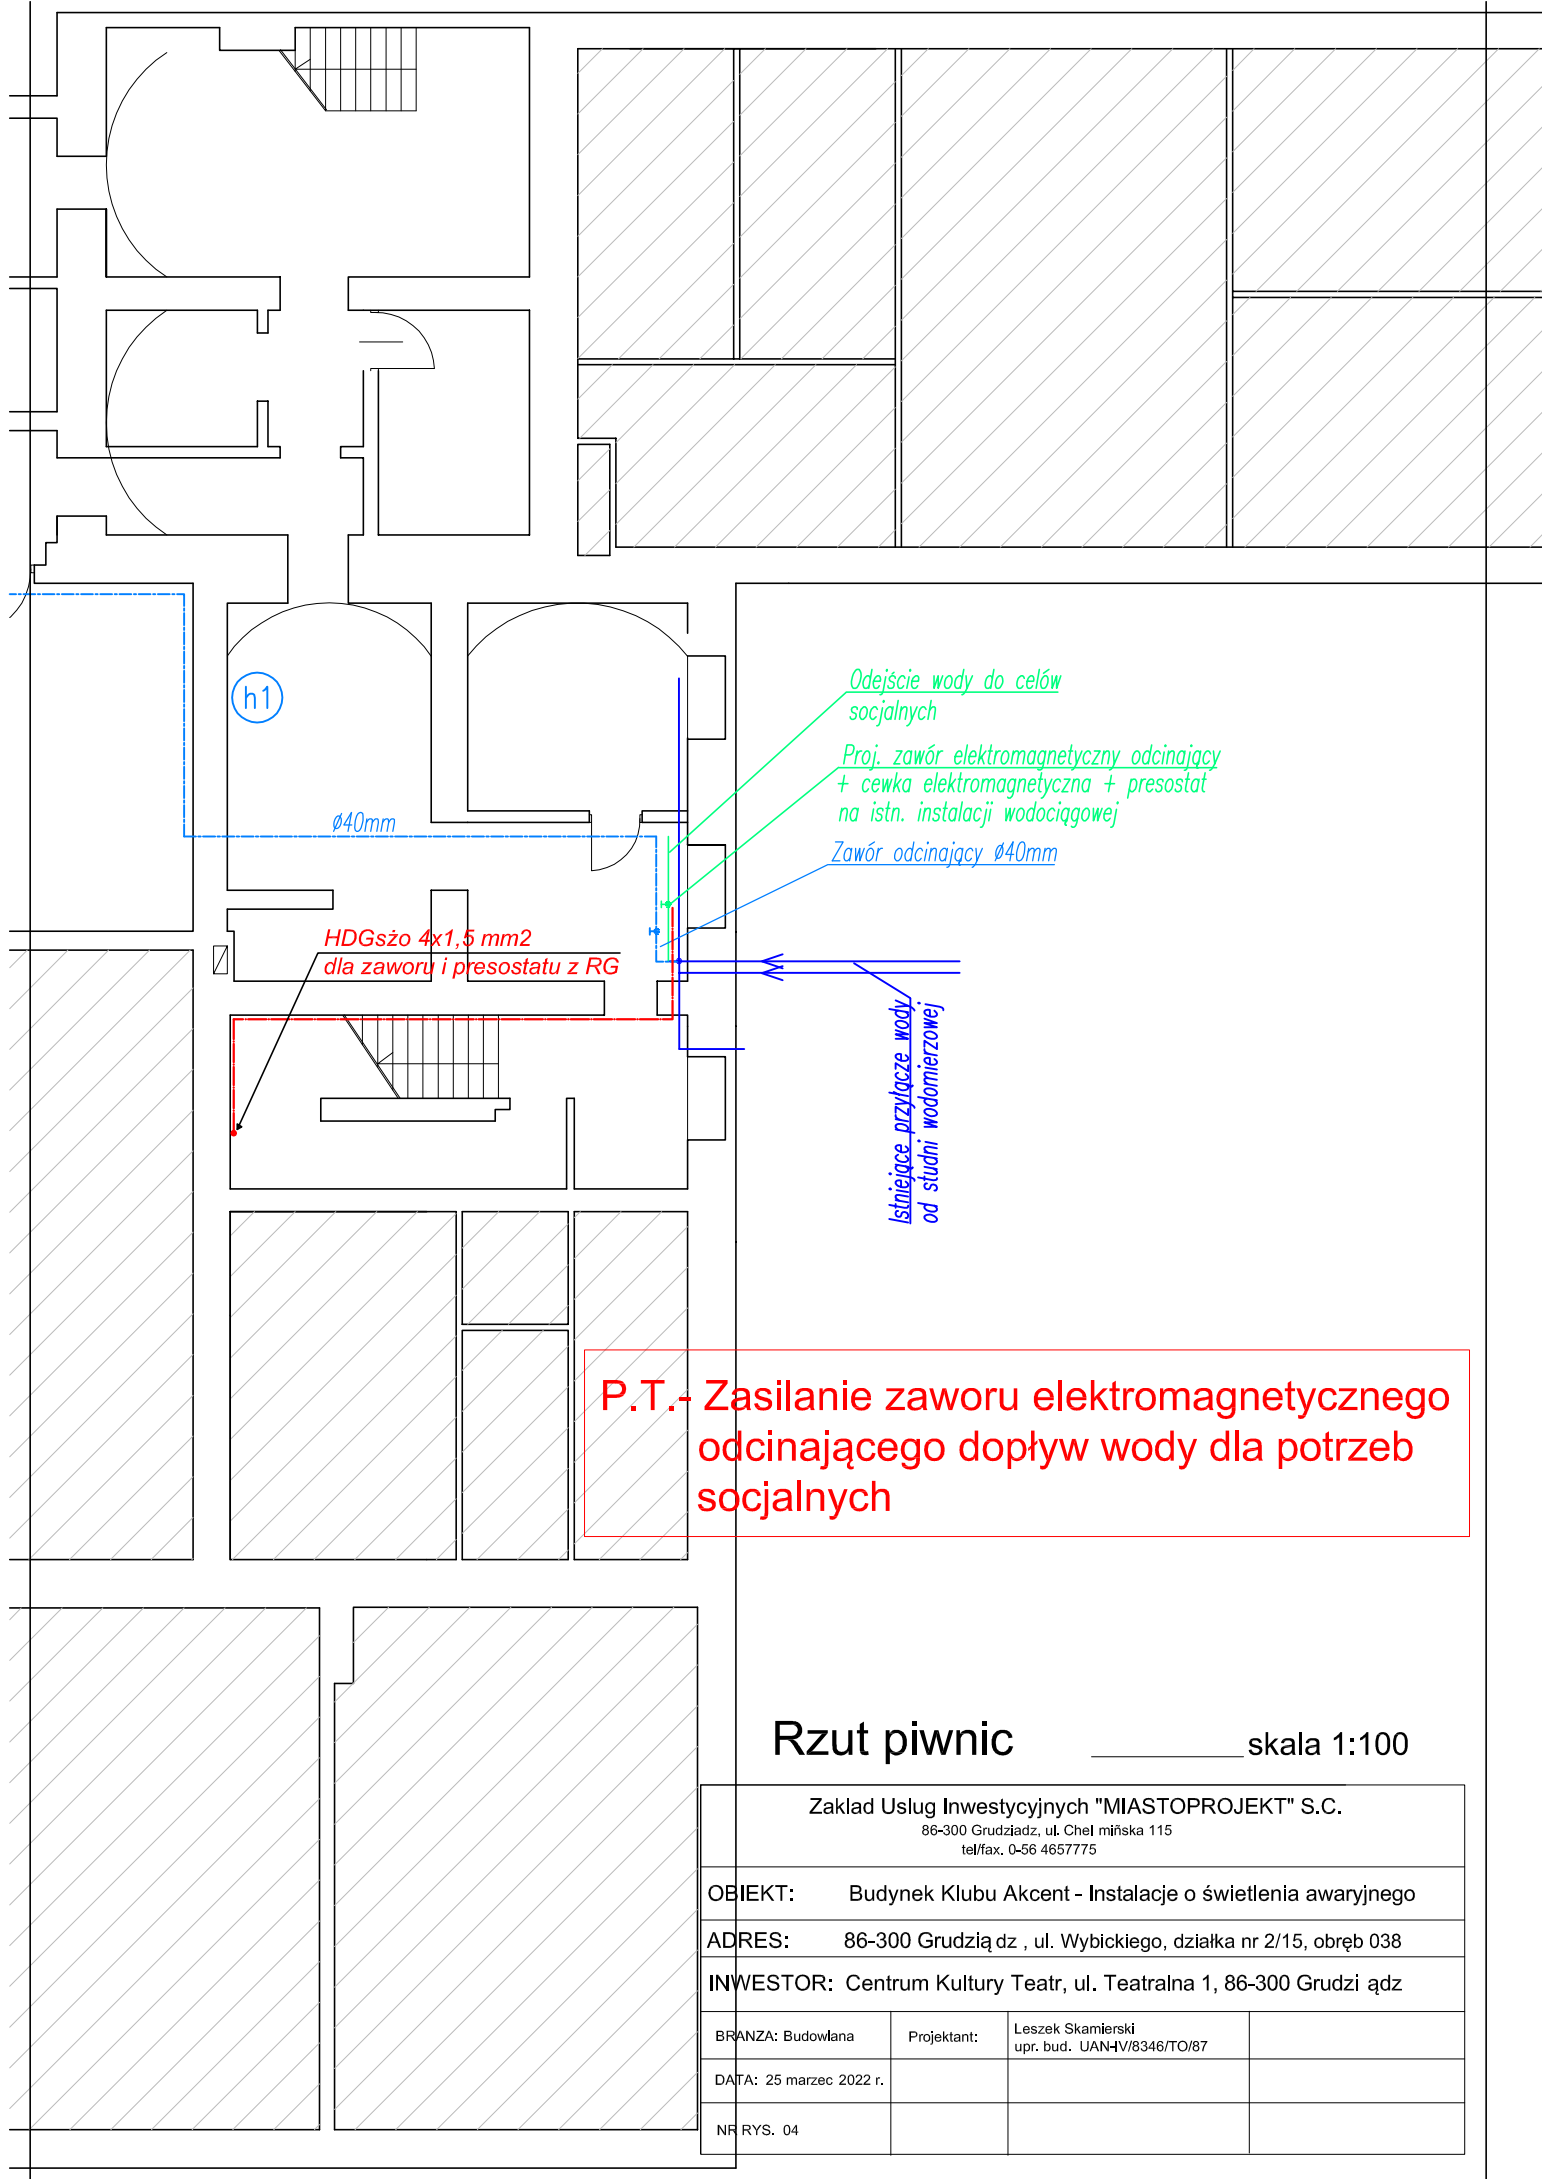 h1
ø40mm
Odejście wody do celów
socjalnych
Proj. zawór elektromagnetyczny odcinający
+ cewka elektromagnetyczna + presostat
na istn. instalacji wodociągowej
Zawór odcinający ø40mm
HDGsżo 4x1,5 mm2
dla zaworu i presostatu z RG
Istniejące przyłącze wody
od studni wodomierzowej
P.T.- Zasilanie zaworu elektromagnetycznego
odcinającego dopływ wody dla potrzeb
socjalnych
Rzut piwnic skala 1:100
Zaklad Uslug Inwestycyjnych "MIASTOPROJEKT" S.C.
86-300 Grudziadz, ul. Chel mińska 115
tel/fax. 0-56 4657775
OBIEKT: Budynek Klubu Akcent - Instalacje o świetlenia awaryjnego
ADRES: 86-300 Grudzią dz , ul. Wybickiego, działka nr 2/15, obręb 038
INWESTOR: Centrum Kultury Teatr, ul. Teatralna 1, 86-300 Grudzi ądz
BRANZA: Budowlana Projektant: Leszek Skamierski
upr. bud. UAN-IV/8346/TO/87
DATA: 25 marzec 2022 r.
NR RYS. 04